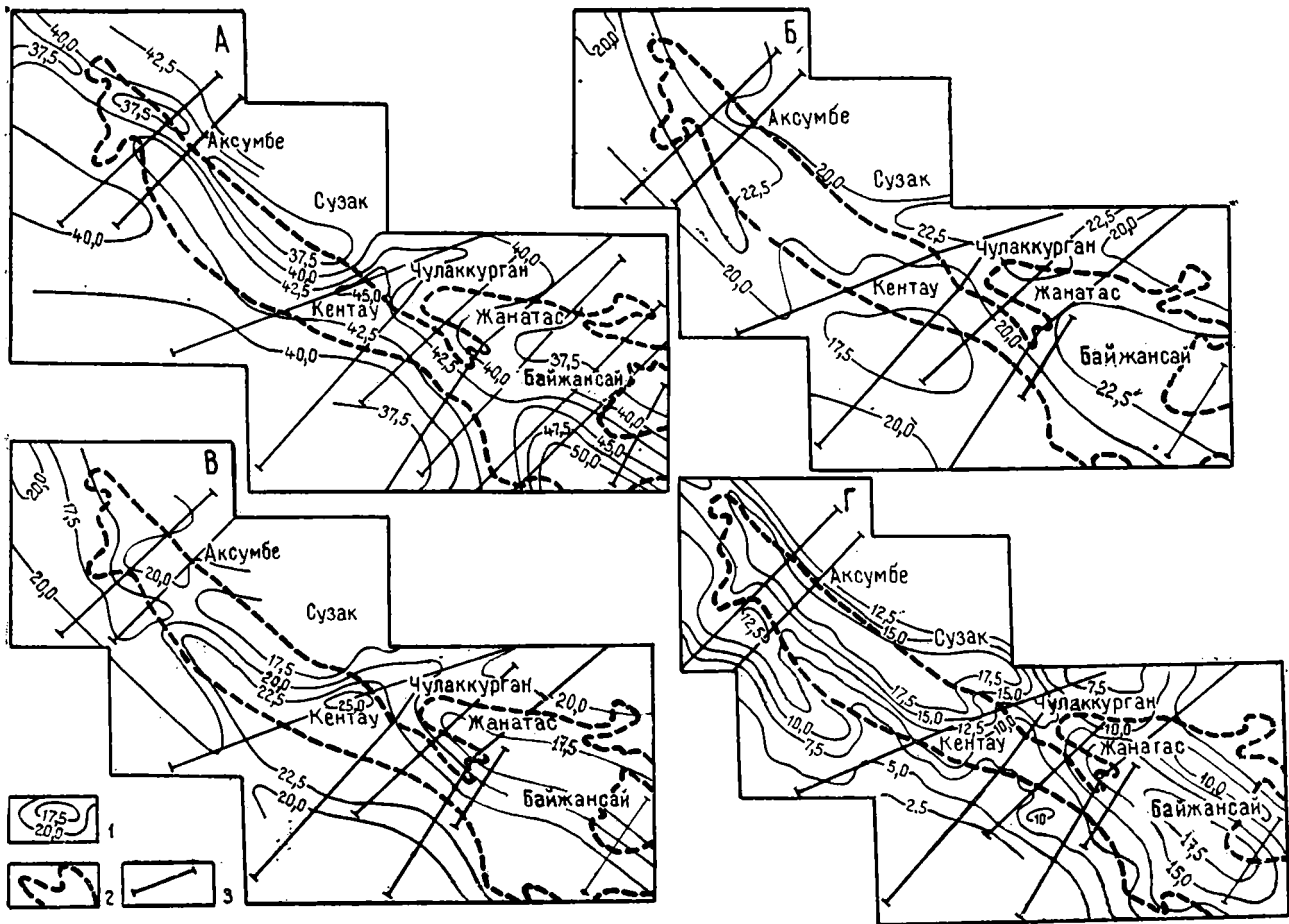 А
40,0
37,5
42,5
37,5
Аксумбе
Сузак
40,0
37,5
40,0
42,5
45,0
40,0
Чулаккурган
Кентау
Жанатас
42,5
42,5
40,0
40,0
37,5
Байжансай
37,5
40,0
47,5
45,0
50,0
Б
20,0
Аксумбе
20,0
Сузак
22,5
22,5
22,5
20,0
Чулаккурган
20,0
Кентау
Жанатас
20,0
17,5
Байжансай
22,5
20,0
В
20,0
17,5
Аксумбе
20,0
20,0
Сузак
17,5
20,0
22,5
25,0
Чулаккурган
20,0
Кентау
Жанатас
17,5
22,5
20,0
Байжансай
Г
Аксумбе
12,5
15,0
Сузак
12,5
17,5
15,0
17,5
15,0
7,5
Чулаккурган
10,0
7,5
12,5
10,0
10,0
Кентау
Жанатас
5,0
10,0
2,5
10
Байжансай
17,5
15,0
17,5
20,0
1
2
3